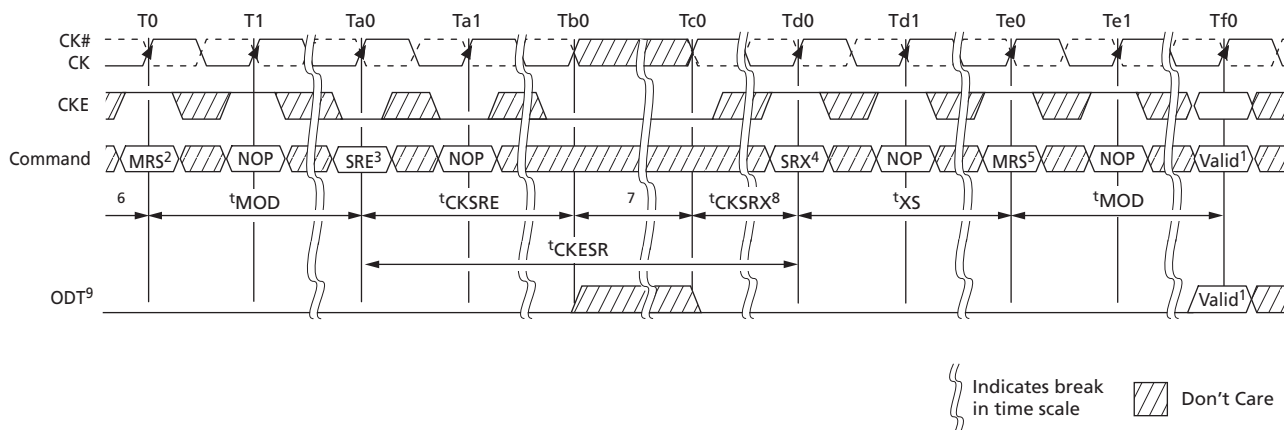 T0 T1 Ta0 Ta1 Tb0 Tc0 Td0 Td1 Te0 Te1 Tf0
CK#
CK
CKE
Command MRS² NOP SRE³ NOP SRX⁴ NOP MRS⁵ NOP Valid¹
6 ᵗMOD ᵗCKSRE 7 ᵗCKSRX⁸ ᵗXS ᵗMOD
ᵗCKESR
ODT⁹ Valid¹
Indicates break
in time scale
Don't Care